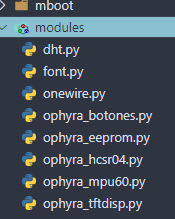 mboot
modules
dht.py
font.py
onewire.py
ophyra_botones.py
ophyra_eeprom.py
ophyra_hcsr04.py
ophyra_mpu60.py
ophyra_tftdisp.py